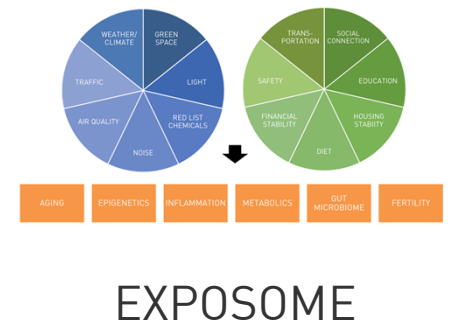 WEATHER/
CLIMATE
GREEN
SPACE
LIGHT
RED LIST
CHEMICALS
NOISE
AIR QUALITY
TRAFFIC
TRANS-
PORTATION
SOCIAL
CONNECTION
EDUCATION
HOUSING
STABIITY
DIET
FINANCIAL
STABILITY
SAFETY
AGING
EPIGENETICS
INFLAMMATION
METABOLICS
GUT
MICROBIOME
FERTILITY
EXPOSOME